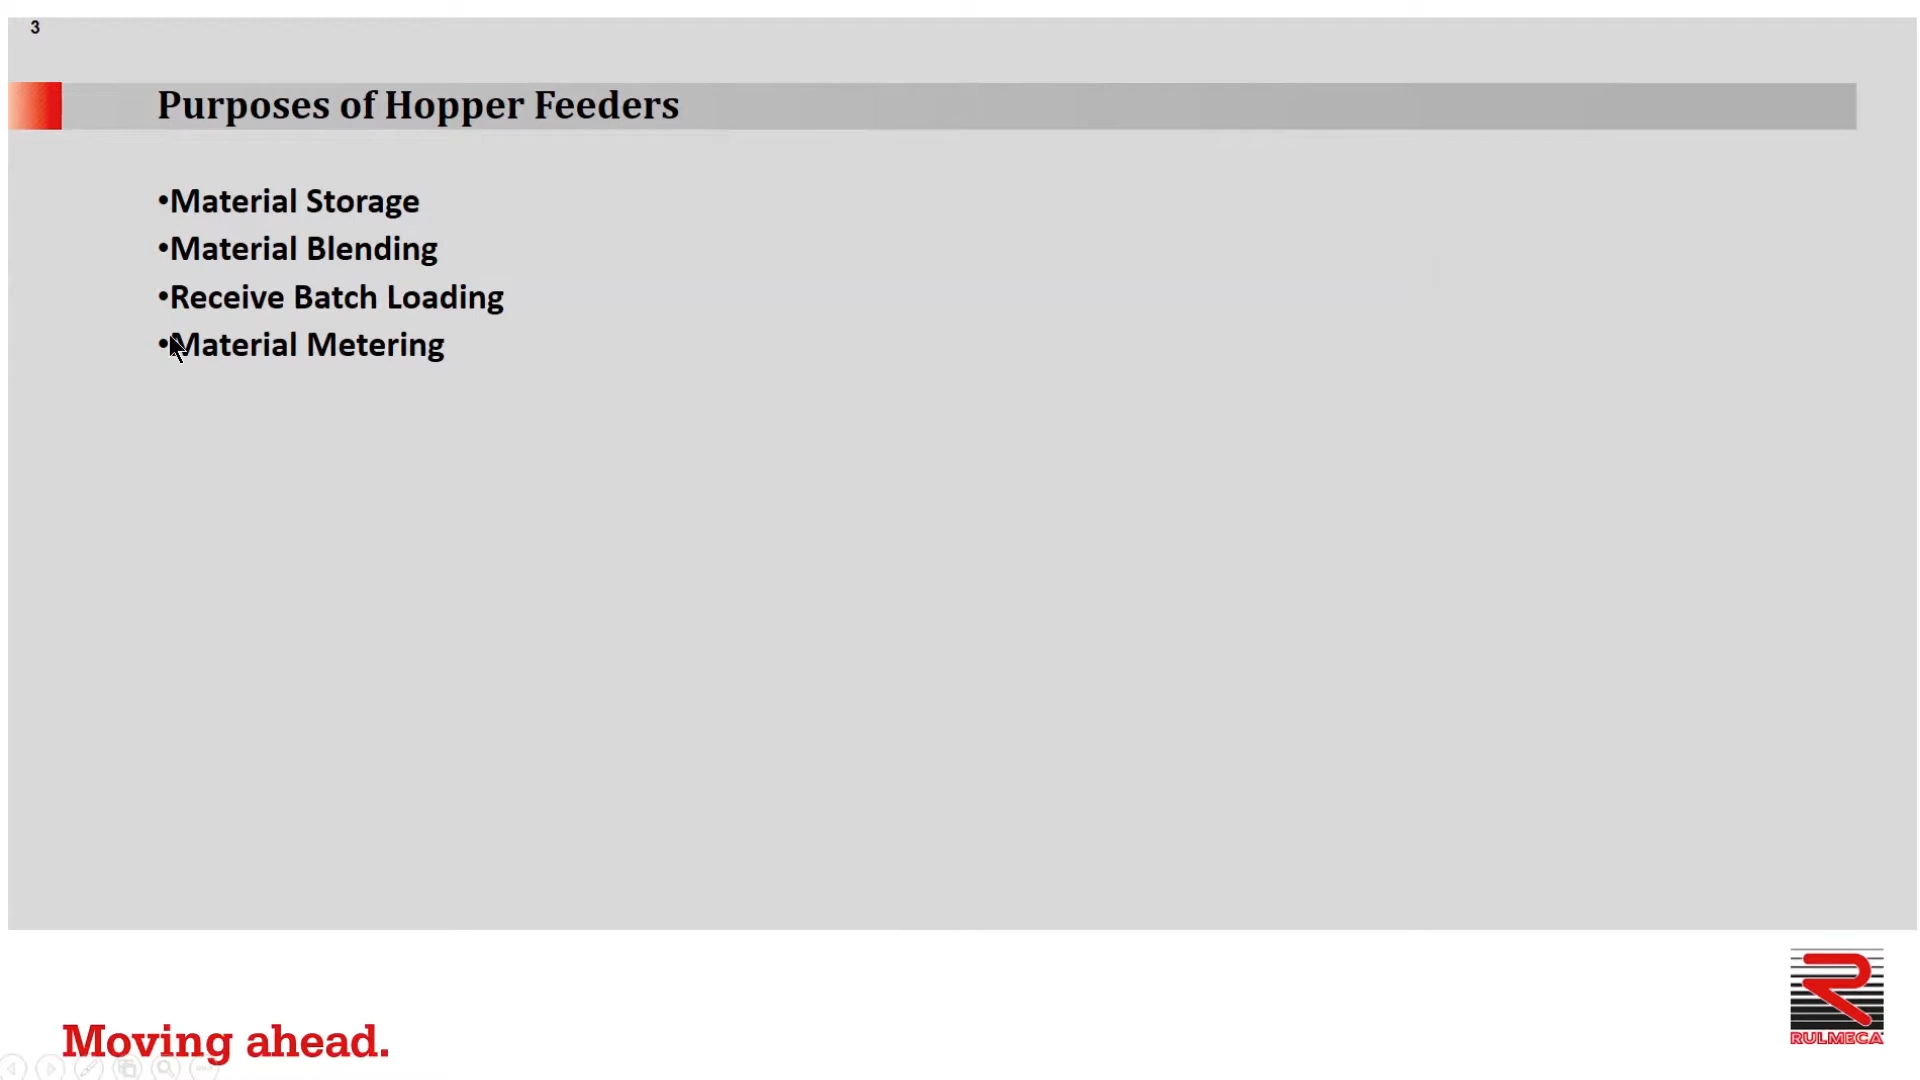 3
Purposes of Hopper Feeders
•Material Storage
•Material Blending
•Receive Batch Loading
•Material Metering
Moving ahead.
RULMECA